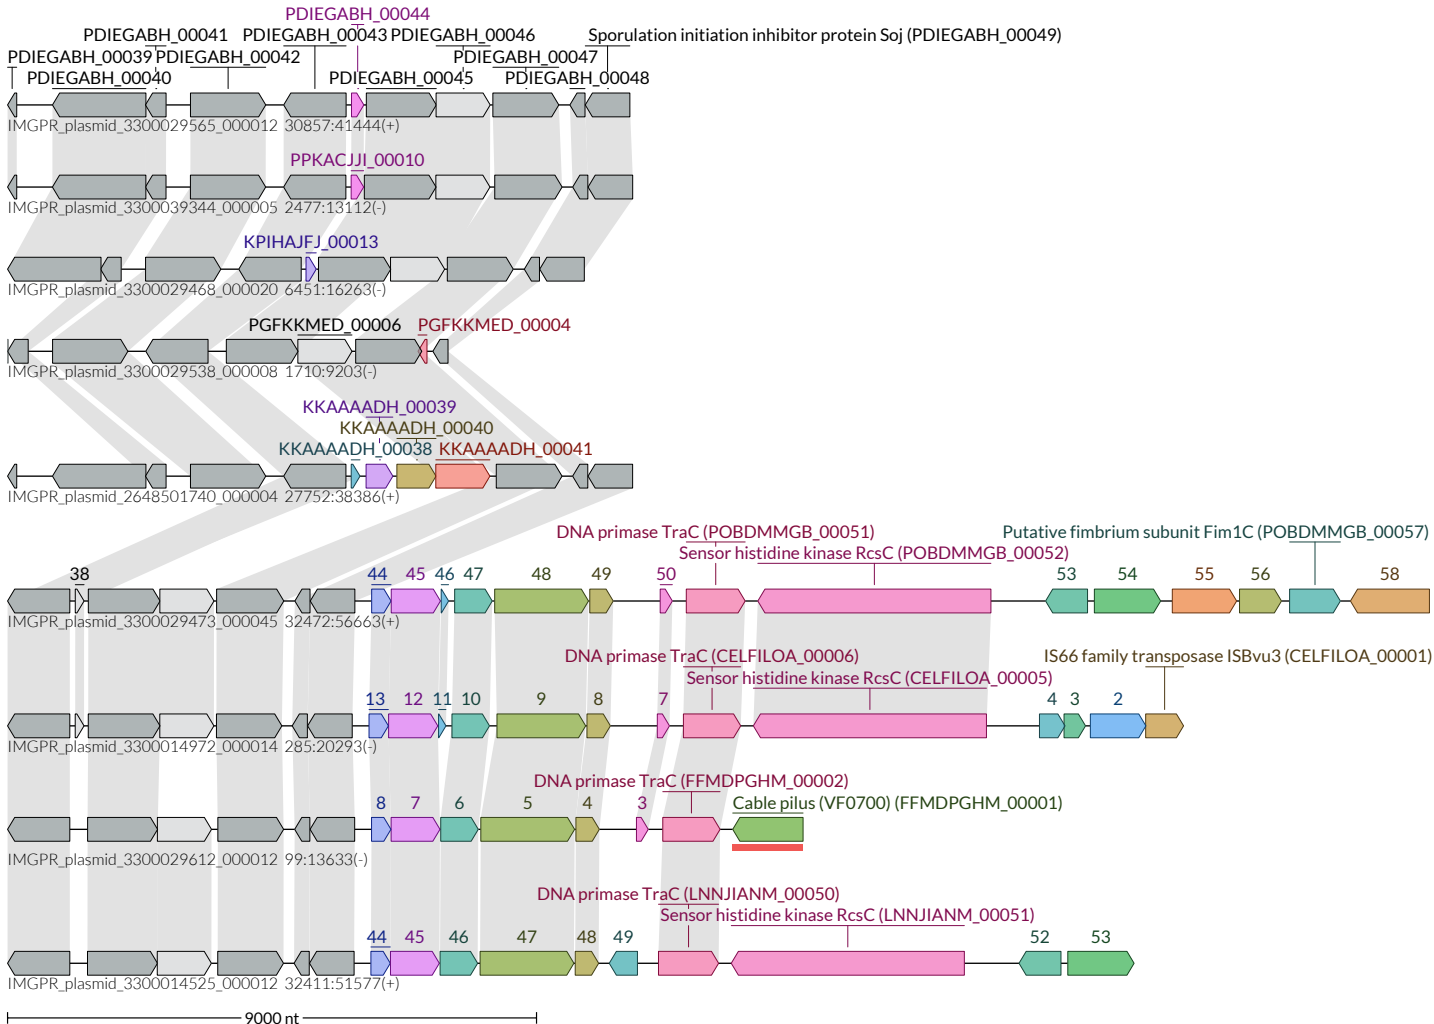 PDIEGABH_00044
PDIEGABH_00041 PDIEGABH_00043 PDIEGABH_00046 Sporulation initiation inhibitor protein Soj (PDIEGABH_00049)
PDIEGABH_00039 PDIEGABH_00042 PDIEGABH_00047
PDIEGABH_00040 PDIEGABH_00045 PDIEGABH_00048
IMGPR_plasmid_3300029565_000012 30857:41444(+)
PPKACJJI_00010
IMGPR_plasmid_3300039344_000005 2477:13112(-)
KPIHAJFJ_00013
IMGPR_plasmid_3300029468_000020 6451:16263(-)
PGFKKMED_00006 PGFKKMED_00004
IMGPR_plasmid_3300029538_000008 1710:9203(-)
KKAAAADH_00039
KKAAAADH_00040
KKAAAADH_00038 KKAAAADH_00041
IMGPR_plasmid_2648501740_000004 27752:38386(+)
DNA primase TraC (POBDMMGB_00051) Putative fimbrium subunit Fim1C (POBDMMGB_00057)
Sensor histidine kinase RcsC (POBDMMGB_00052)
38 44 45 46 47 48 49 50 53 54 55 56 58
IMGPR_plasmid_3300029473_000045 32472:56663(+)
DNA primase TraC (CELFILOA_00006) IS66 family transposase ISBvu3 (CELFILOA_00001)
Sensor histidine kinase RcsC (CELFILOA_00005)
13 12 11 10 9 8 7 4 3 2
IMGPR_plasmid_3300014972_000014 285:20293(-)
DNA primase TraC (FFMDPGHM_00002)
8 7 6 5 4 3 Cable pilus (VF0700) (FFMDPGHM_00001)
IMGPR_plasmid_3300029612_000012 99:13633(-)
DNA primase TraC (LNNJIANM_00050)
Sensor histidine kinase RcsC (LNNJIANM_00051)
44 45 46 47 48 49 52 53
IMGPR_plasmid_3300014525_000012 32411:51577(+)
9000 nt